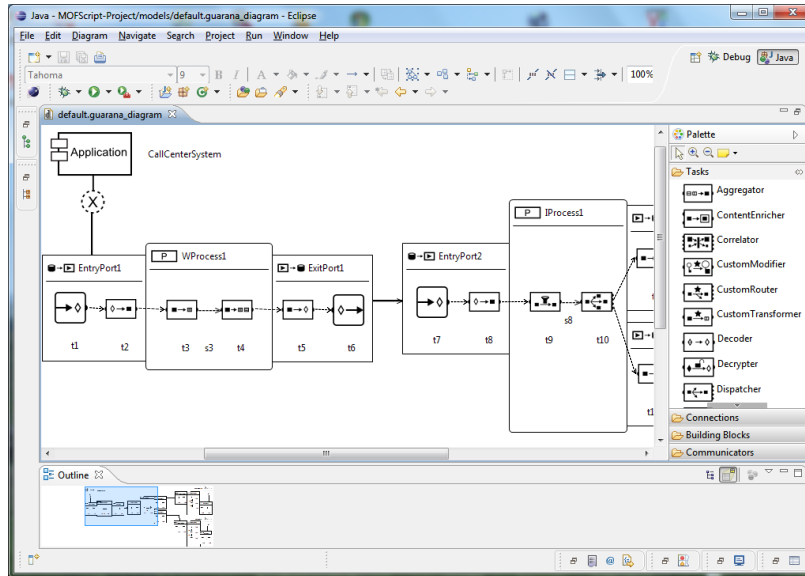 Java - MOFScript-Project/models/default.guarana_diagram - Eclipse
File Edit Diagram Navigate Search Project Run Window Help
Debug Java
Tahoma 9 B I A 100%
default.guarana_diagram
Application
CallCenterSystem
X
EntryPort1
P WProcess1
ExitPort1
EntryPort2
P IProcess1
t1 t2 t3 s3 t4 t5 t6 t7 t8 t9 s8 t10
Palette
Tasks
Aggregator
ContentEnricher
Correlator
CustomModifier
CustomRouter
CustomTransformer
Decoder
Decrypter
Dispatcher
Connections
Building Blocks
Communicators
Outline